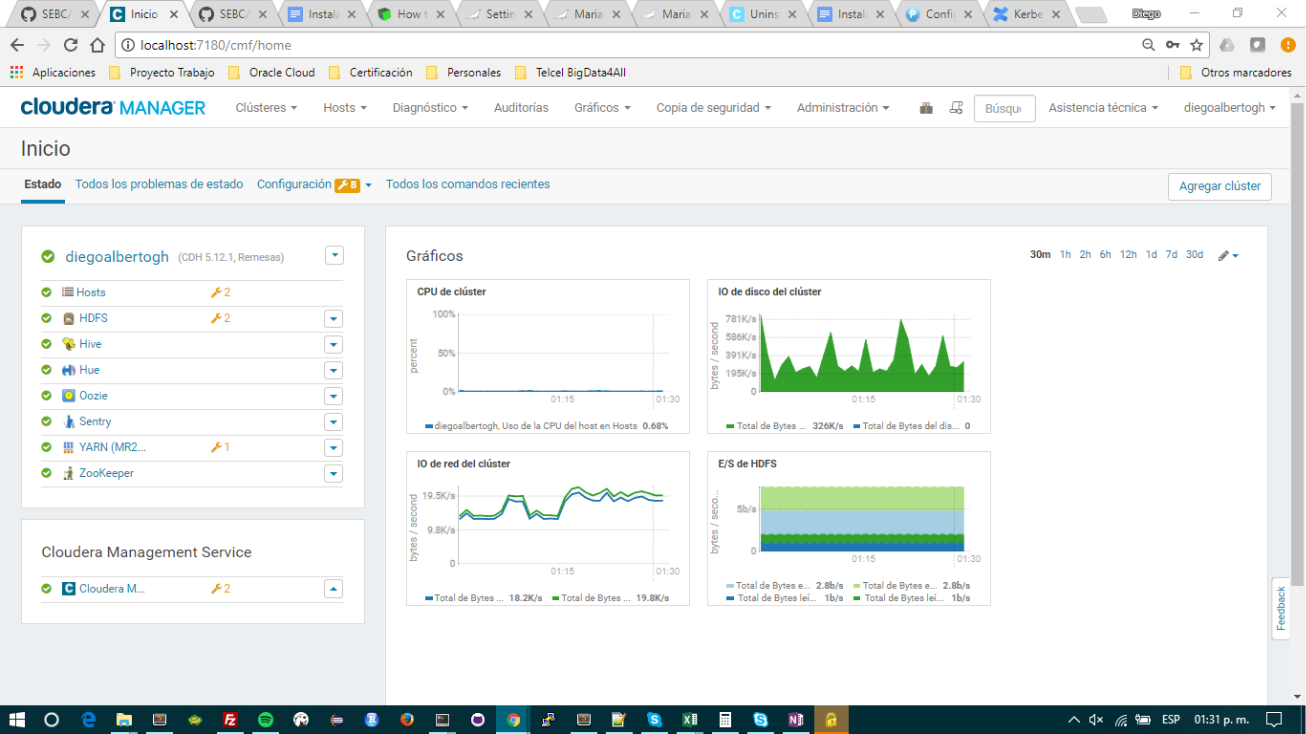 SEBC/ Inicio SEBC/ Instala How t Settin Maria Maria Unins Instal Config Kerbe Diego
localhost:7180/cmf/home
Aplicaciones Proyecto Trabajo Oracle Cloud Certificación Personales Telcel BigData4All Otros marcadores
cloudera MANAGER Clústeres Hosts Diagnóstico Auditorías Gráficos Copia de seguridad Administración Búsqu Asistencia técnica diegoalbertogh
Inicio
Estado Todos los problemas de estado Configuración 8 Todos los comandos recientes Agregar clúster
diegoalbertogh (CDH 5.12.1, Remesas)
Hosts 2
HDFS 2
Hive
Hue
Oozie
Sentry
YARN (MR2... 1
ZooKeeper
Cloudera Management Service
Cloudera M... 2
Gráficos 30m 1h 2h 6h 12h 1d 7d 30d
CPU de clúster
percent
100%
50%
0%
01:15 01:30
diegoalbertogh, Uso de la CPU del host en Hosts 0.68%
IO de disco del clúster
bytes / second
781K/s
586K/s
391K/s
195K/s
0
01:15 01:30
Total de Bytes ... 326K/s Total de Bytes del dis... 0
IO de red del clúster
bytes / second
19.5K/s
9.8K/s
0
01:15 01:30
Total de Bytes ... 18.2K/s Total de Bytes ... 19.8K/s
E/S de HDFS
bytes / seco...
5b/s
0
01:15 01:30
Total de Bytes e... 2.8b/s Total de Bytes e... 2.8b/s
Total de Bytes leí... 1b/s Total de Bytes leí... 1b/s
Feedback
ESP 01:31 p. m.